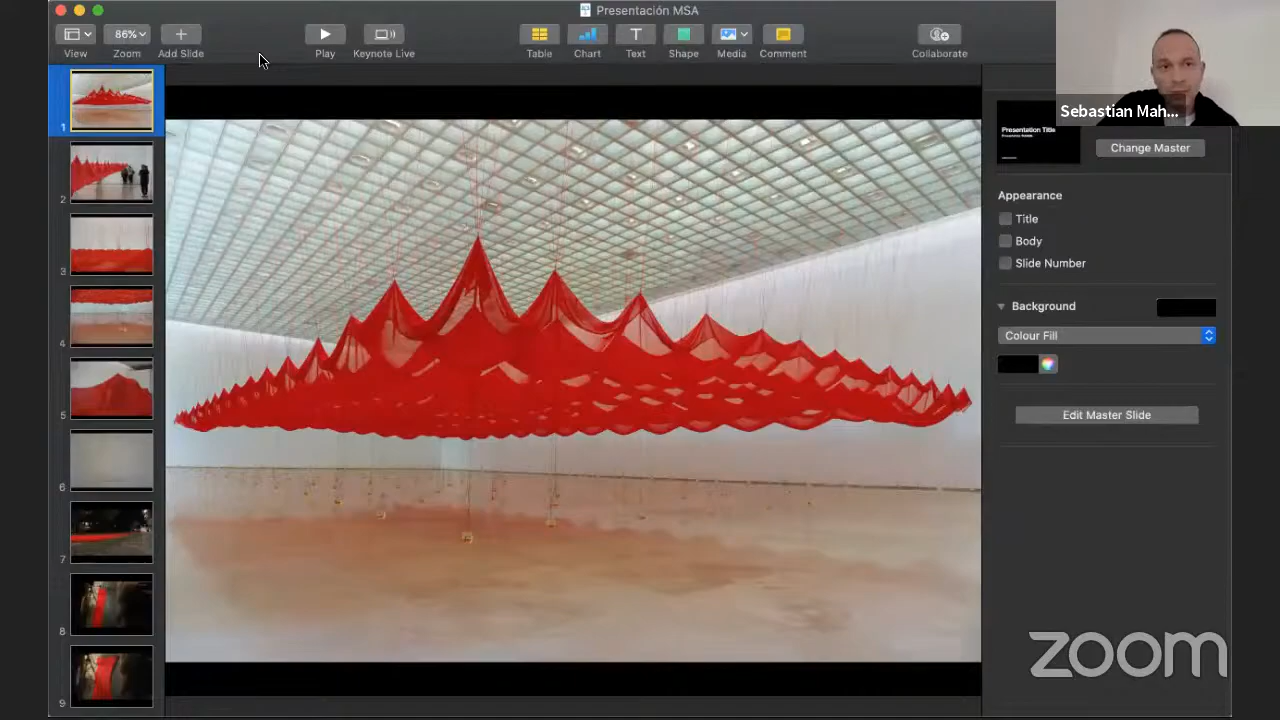 Presentación MSA
86%
View
Zoom
Add Slide
Play
Keynote Live
Table
Chart
Text
Shape
Media
Comment
Collaborate
Sebastian Mah...
1
2
3
4
5
6
7
8
9
Presentation Title
Change Master
Appearance
Title
Body
Slide Number
Background
Colour Fill
Edit Master Slide
zoom